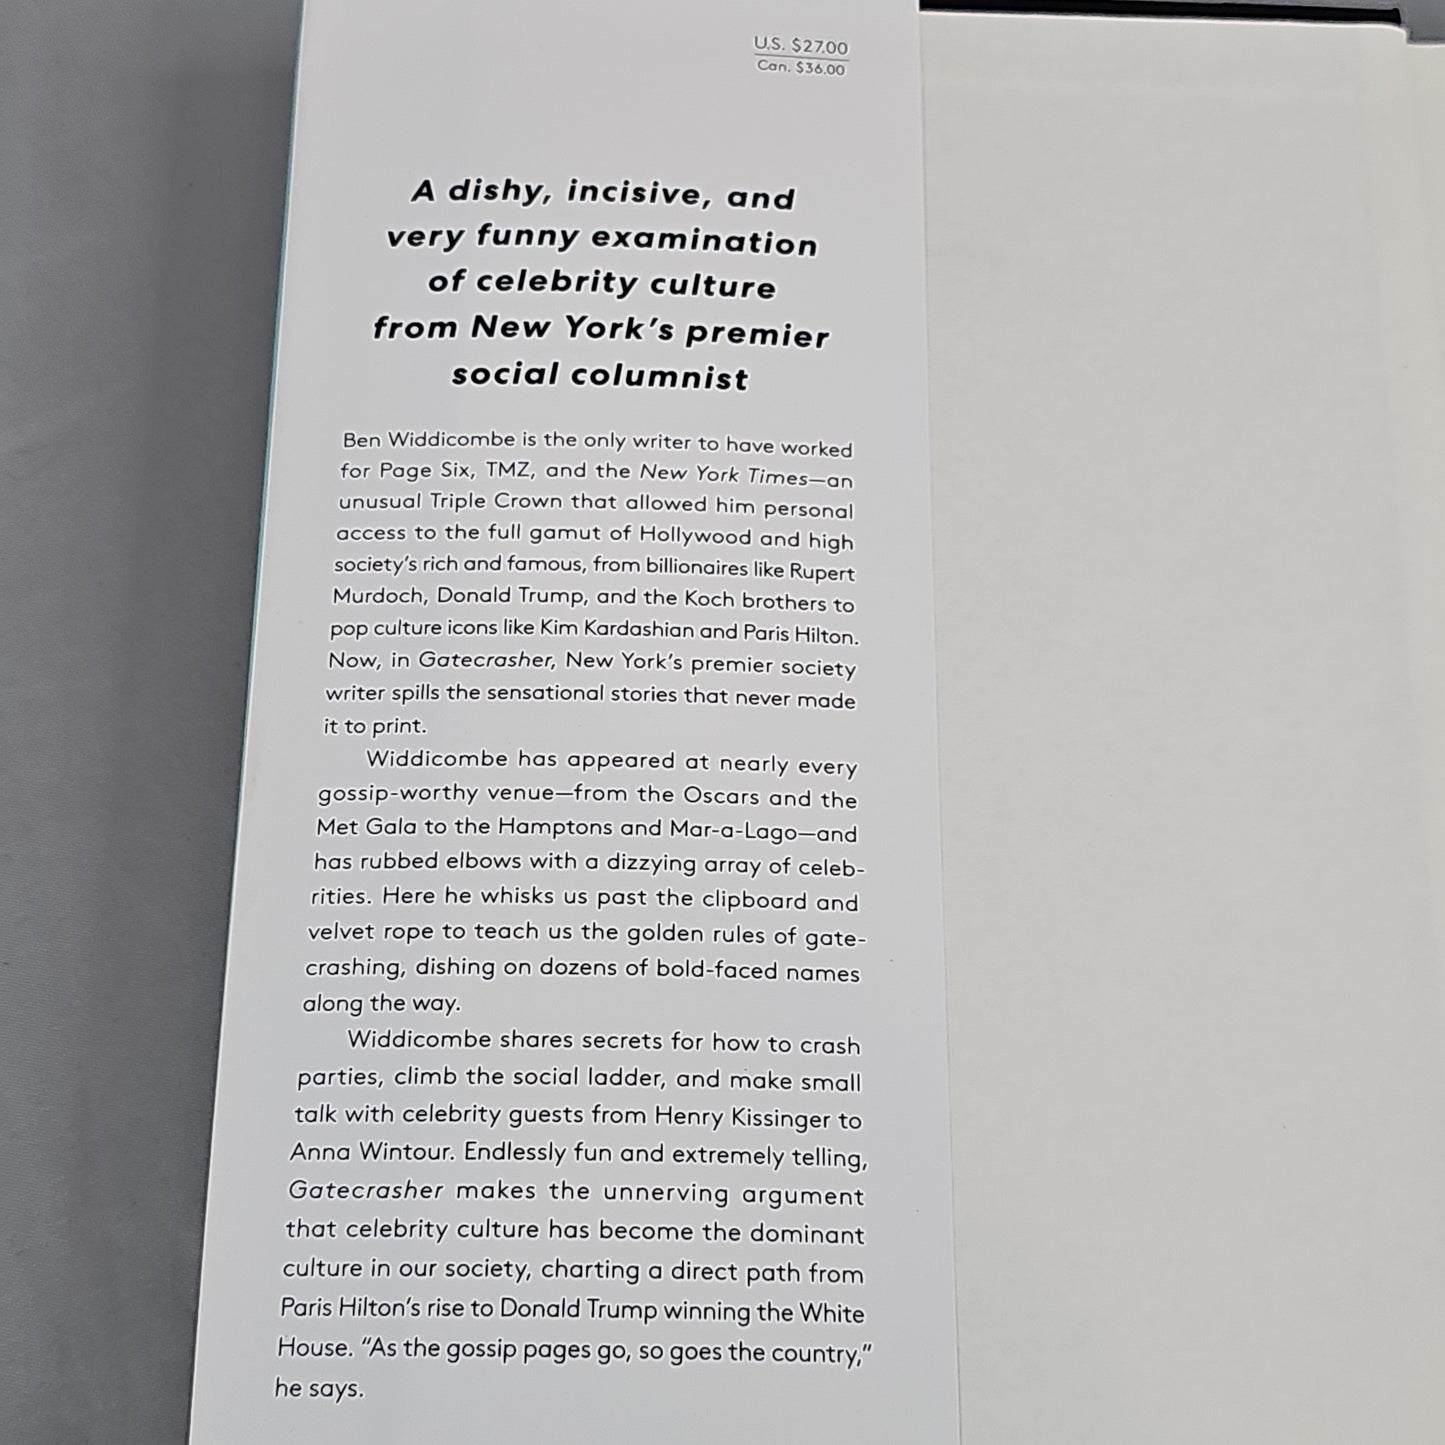 U.S. $27.00
Can. $36.00
A dishy, incisive, and
very funny examination
of celebrity culture
from New York's premier
social columnist
Ben Widdicombe is the only writer to have worked
for Page Six, TMZ, and the New York Times—an
unusual Triple Crown that allowed him personal
access to the full gamut of Hollywood and high
society's rich and famous, from billionaires like Rupert
Murdoch, Donald Trump, and the Koch brothers to
pop culture icons like Kim Kardashian and Paris Hilton.
Now, in Gatecrasher, New York's premier society
writer spills the sensational stories that never made
it to print.
Widdicombe has appeared at nearly every
gossip-worthy venue—from the Oscars and the
Met Gala to the Hamptons and Mar-a-Lago—and
has rubbed elbows with a dizzying array of celeb-
rities. Here he whisks us past the clipboard and
velvet rope to teach us the golden rules of gate-
crashing, dishing on dozens of bold-faced names
along the way.
Widdicombe shares secrets for how to crash
parties, climb the social ladder, and make small
talk with celebrity guests from Henry Kissinger to
Anna Wintour. Endlessly fun and extremely telling,
Gatecrasher makes the unnerving argument
that celebrity culture has become the dominant
culture in our society, charting a direct path from
Paris Hilton's rise to Donald Trump winning the White
House. "As the gossip pages go, so goes the country,"
he says.